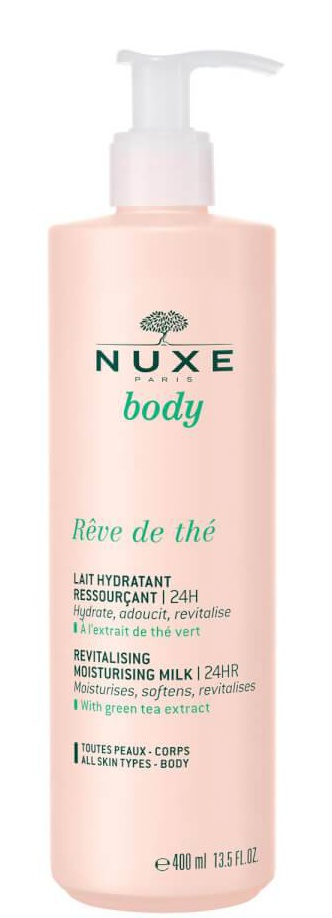 NUXE
PARIS
body
Rêve de thé
LAIT HYDRATANT
RESSOURÇANT | 24H
Hydrate, adoucit, revitalise
À l'extrait de thé vert
REVITALISING
MOISTURISING MILK | 24HR
Moisturises, softens, revitalises
With green tea extract
TOUTES PEAUX - CORPS
ALL SKIN TYPES - BODY
℮ 400 ml 13.5 FL.OZ.